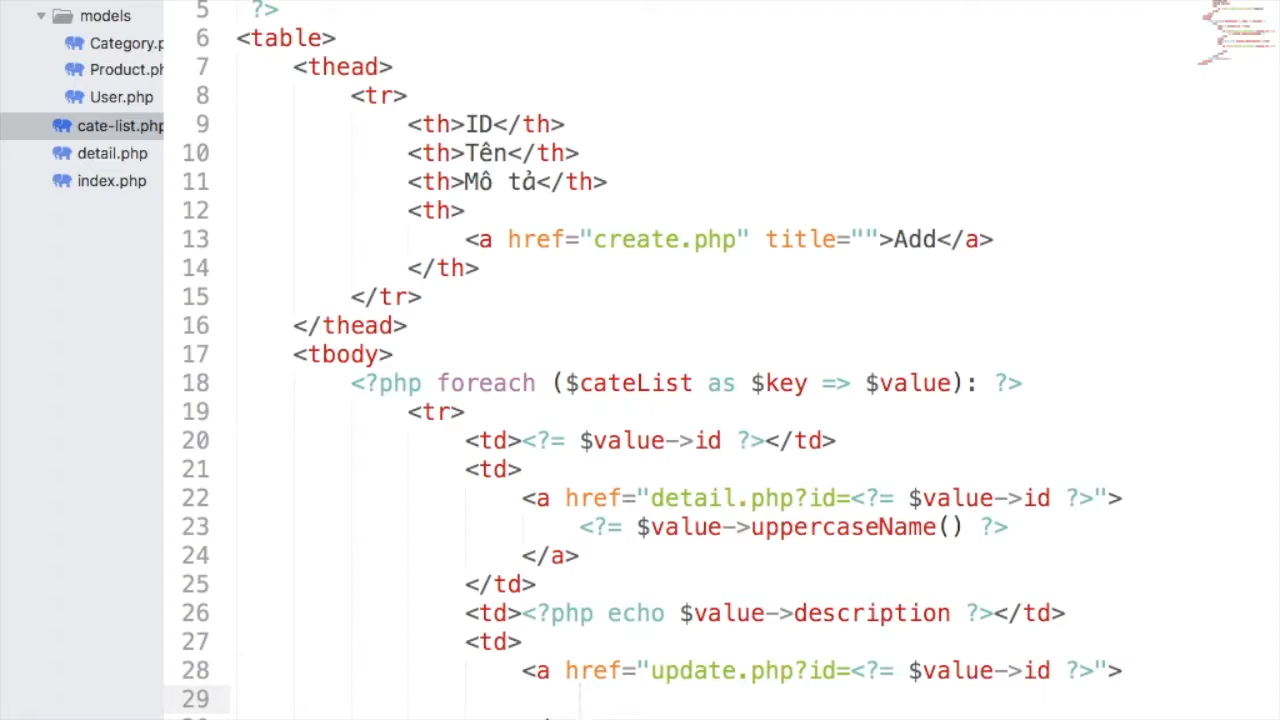 models
Category.p
Product.ph
User.php
cate-list.php
detail.php
index.php
5 ?>
6 <table>
7 <thead>
8 <tr>
9 <th>ID</th>
10 <th>Tên</th>
11 <th>Mô tả</th>
12 <th>
13 <a href="create.php" title="">Add</a>
14 </th>
15 </tr>
16 </thead>
17 <tbody>
18 <?php foreach ($cateList as $key => $value): ?>
19 <tr>
20 <td><?= $value->id ?></td>
21 <td>
22 <a href="detail.php?id=<?= $value->id ?>">
23 <?= $value->uppercaseName() ?>
24 </a>
25 </td>
26 <td><?php echo $value->description ?></td>
27 <td>
28 <a href="update.php?id=<?= $value->id ?>">
29